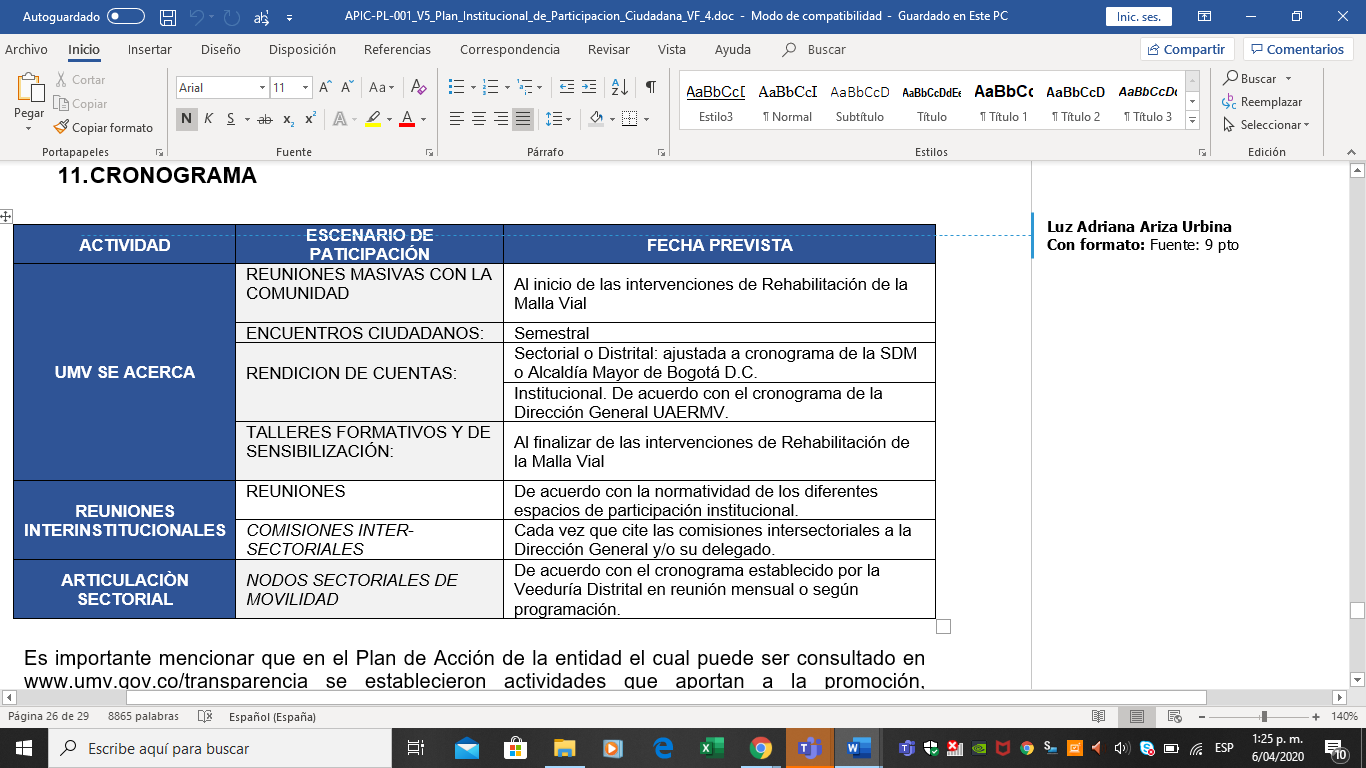 Autoguardado
APIC-PL-001_V5_Plan_Institucional_de_Participacion_Ciudadana_VF_4.doc - Modo de compatibilidad - Guardado en Este PC
Inic. ses.
Archivo Inicio Insertar Diseño Disposición Referencias Correspondencia Revisar Vista Ayuda Buscar
Compartir Comentarios
Pegar
Cortar
Copiar
Copiar formato
Portapapeles
Arial 11
A A Aa A
N K S ab x₂ x² A A
Fuente
Párrafo
AaBbCcI AaBbCcI AaBbCcD AaBbCcDdEe AaBbCc AaBbCcD AaBbCcDc
Estilo3 ¶ Normal Subtítulo Título ¶ Título 1 ¶ Título 2 ¶ Título 3
Estilos
Buscar
Reemplazar
Seleccionar
Edición
11.CRONOGRAMA
ACTIVIDAD
ESCENARIO DE
PATICIPACIÓN
FECHA PREVISTA
UMV SE ACERCA
REUNIONES MASIVAS CON LA
COMUNIDAD
Al inicio de las intervenciones de Rehabilitación de la
Malla Vial
ENCUENTROS CIUDADANOS:
Semestral
RENDICION DE CUENTAS:
Sectorial o Distrital: ajustada a cronograma de la SDM
o Alcaldía Mayor de Bogotá D.C.
Institucional. De acuerdo con el cronograma de la
Dirección General UAERMV.
TALLERES FORMATIVOS Y DE
SENSIBILIZACIÓN:
Al finalizar de las intervenciones de Rehabilitación de
la Malla Vial
REUNIONES
INTERINSTITUCIONALES
REUNIONES
De acuerdo con la normatividad de los diferentes
espacios de participación institucional.
COMISIONES INTER-
SECTORIALES
Cada vez que cite las comisiones intersectoriales a la
Dirección General y/o su delegado.
ARTICULACIÒN
SECTORIAL
NODOS SECTORIALES DE
MOVILIDAD
De acuerdo con el cronograma establecido por la
Veeduría Distrital en reunión mensual o según
programación.
Luz Adriana Ariza Urbina
Con formato: Fuente: 9 pto
Es importante mencionar que en el Plan de Acción de la entidad el cual puede ser consultado en
www.umv.gov.co/transparencia se establecieron actividades que aportan a la promoción,
Página 26 de 29 8865 palabras Español (España)
140%
Escribe aquí para buscar
ESP
1:25 p. m.
6/04/2020
10